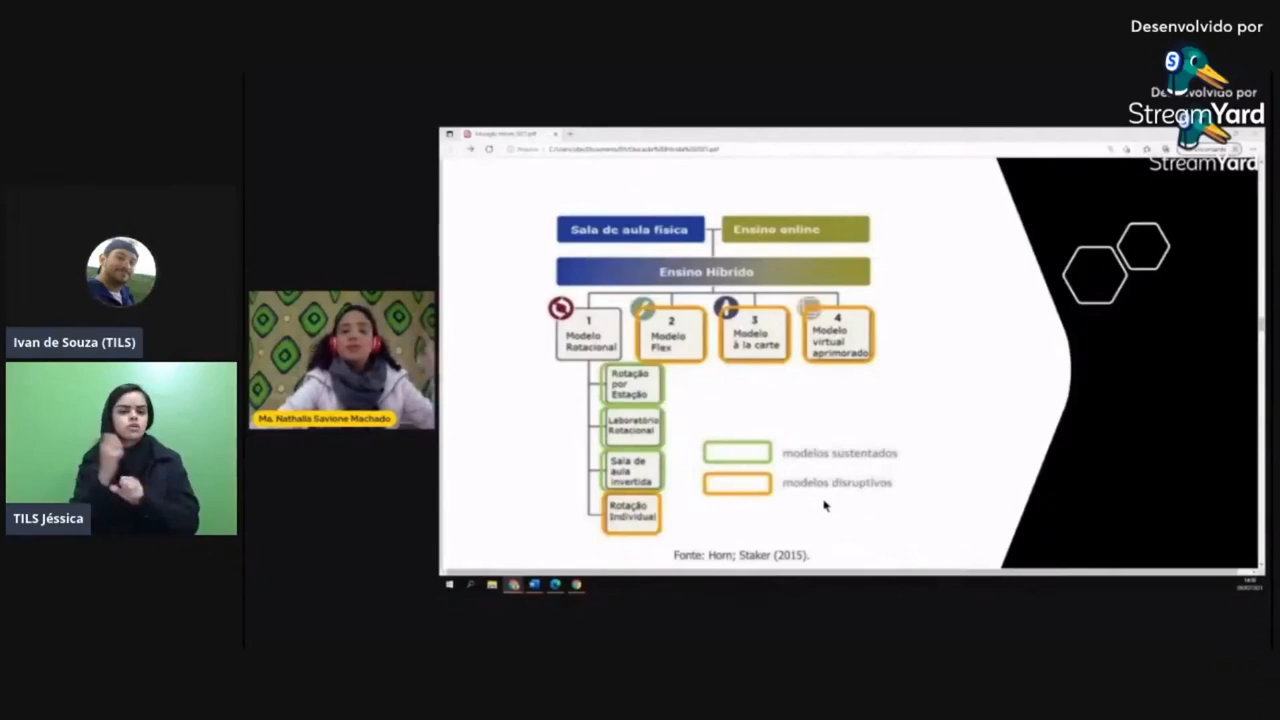 Desenvolvido por
StreamYard
StreamYard
Sala de aula física
Ensino online
Ensino Híbrido
1
Modelo
Rotacional
2
Modelo
Flex
3
Modelo
à la carte
4
Modelo
virtual
aprimorado
Rotação
por
Estação
Laboratório
Rotacional
Sala de
aula
invertida
Rotação
Individual
modelos sustentados
modelos disruptivos
Fonte: Horn; Staker (2015).
Ivan de Souza (TILS)
TILS Jéssica
Ma. Nathalia Savione Machado